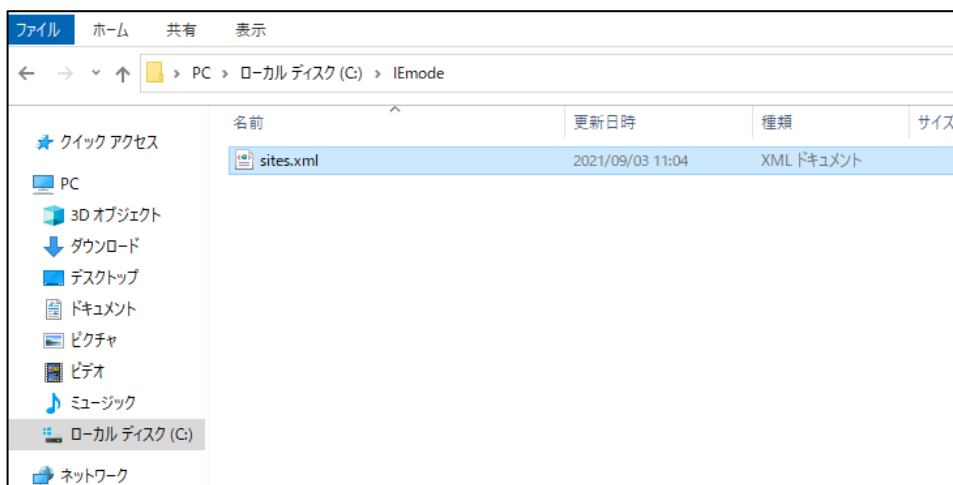 ファイル ホーム 共有 表示
PC ローカル ディスク (C:) IEmode
名前 更新日時 種類 サイズ
sites.xml 2021/09/03 11:04 XML ドキュメント
クイック アクセス
PC
3D オブジェクト
ダウンロード
デスクトップ
ドキュメント
ピクチャ
ビデオ
ミュージック
ローカル ディスク (C:)
ネットワーク